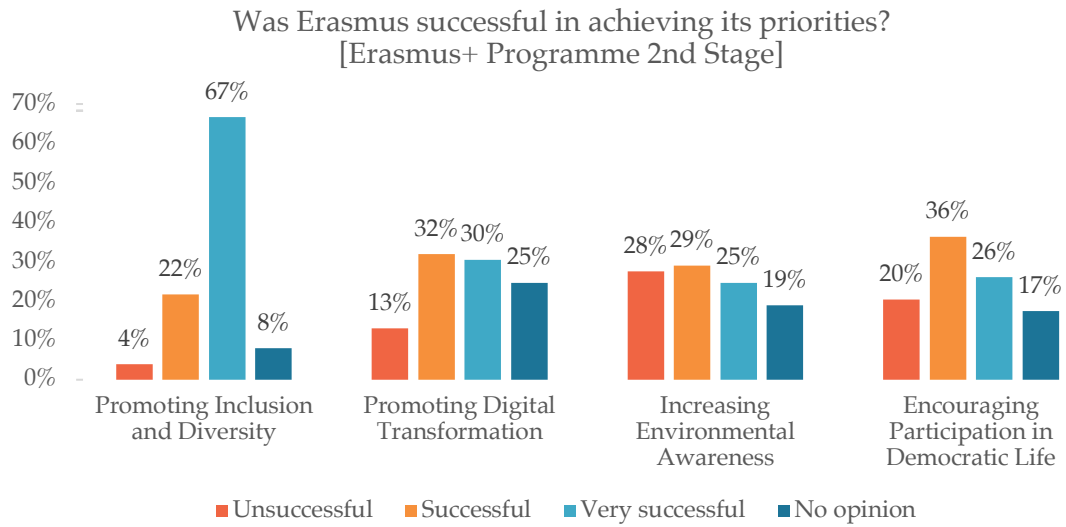 Was Erasmus successful in achieving its priorities?
[Erasmus+ Programme 2nd Stage]
70%
60%
50%
40%
30%
20%
10%
0%
4%
22%
67%
8%
13%
32%
30%
25%
28%
29%
25%
19%
20%
36%
26%
17%
Promoting Inclusion
and Diversity
Promoting Digital
Transformation
Increasing
Environmental
Awareness
Encouraging
Participation in
Democratic Life
Unsuccessful
Successful
Very successful
No opinion